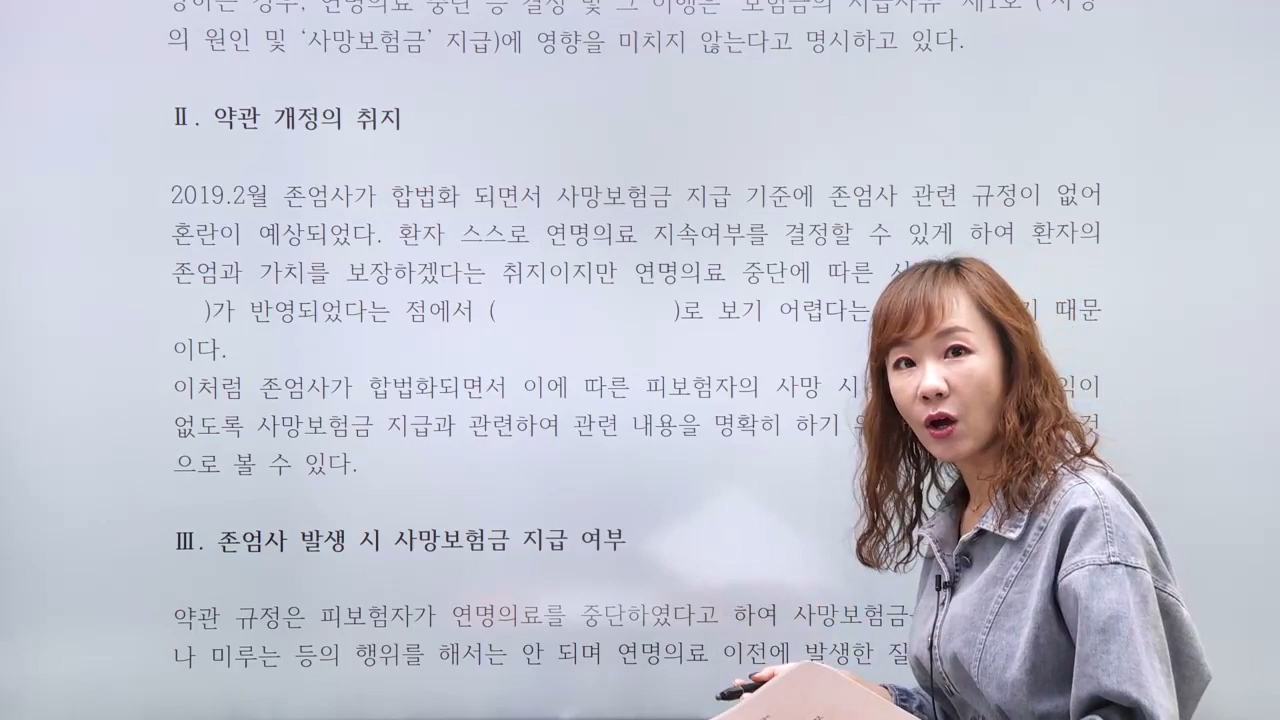 의 원인 및 ‘사망보험금’ 지급)에 영향을 미치지 않는다고 명시하고 있다.
Ⅱ. 약관 개정의 취지
2019.2월 존엄사가 합법화 되면서 사망보험금 지급 기준에 존엄사 관련 규정이 없어
혼란이 예상되었다. 환자 스스로 연명의료 지속여부를 결정할 수 있게 하여 환자의
존엄과 가치를 보장하겠다는 취지이지만 연명의료 중단에 따른
)가 반영되었다는 점에서 ( )로 보기 어렵다는 때문
이다.
이처럼 존엄사가 합법화되면서 이에 따른 피보험자의 사망
없도록 사망보험금 지급과 관련하여 관련 내용을 명확히 하기
으로 볼 수 있다.
Ⅲ. 존엄사 발생 시 사망보험금 지급 여부
약관 규정은 피보험자가 연명의료를 중단하였다고 하여 사망보험금
나 미루는 등의 행위를 해서는 안 되며 연명의료 이전에 발생한